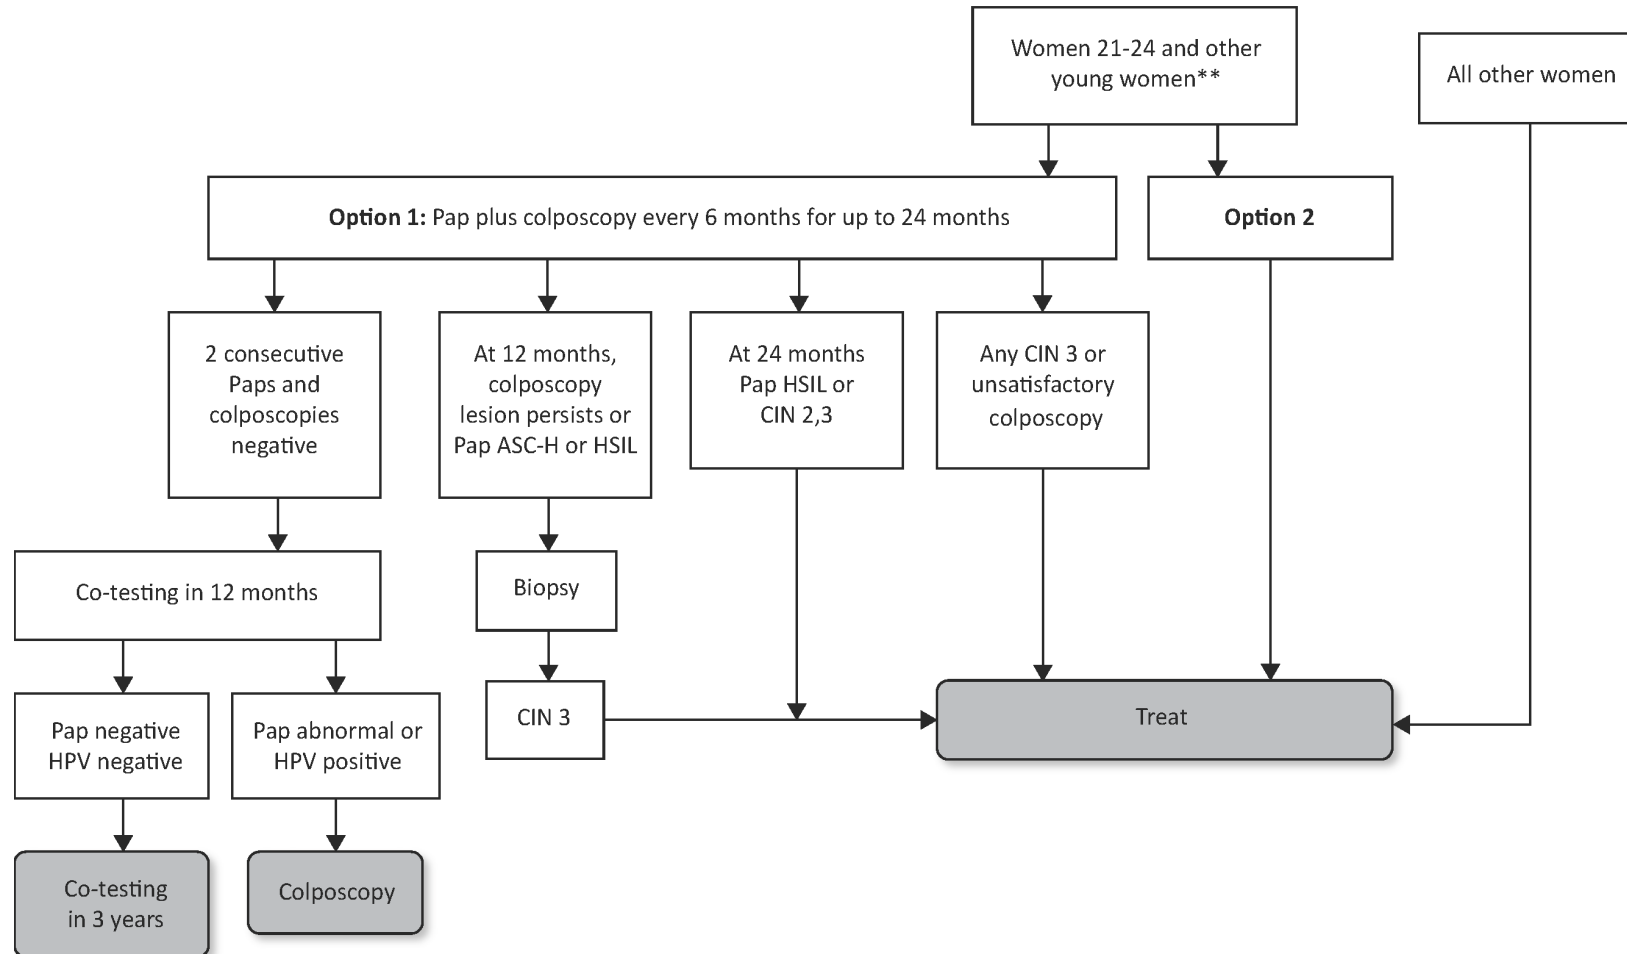 Women 21-24 and other
young women**
All other women
Option 1: Pap plus colposcopy every 6 months for up to 24 months
Option 2
2 consecutive
Paps and
colposcopies
negative
At 12 months,
colposcopy
lesion persists or
Pap ASC-H or HSIL
At 24 months
Pap HSIL or
CIN 2,3
Any CIN 3 or
unsatisfactory
colposcopy
Co-testing in 12 months
Biopsy
Pap negative
HPV negative
Pap abnormal or
HPV positive
CIN 3
Treat
Co-testing
in 3 years
Colposcopy